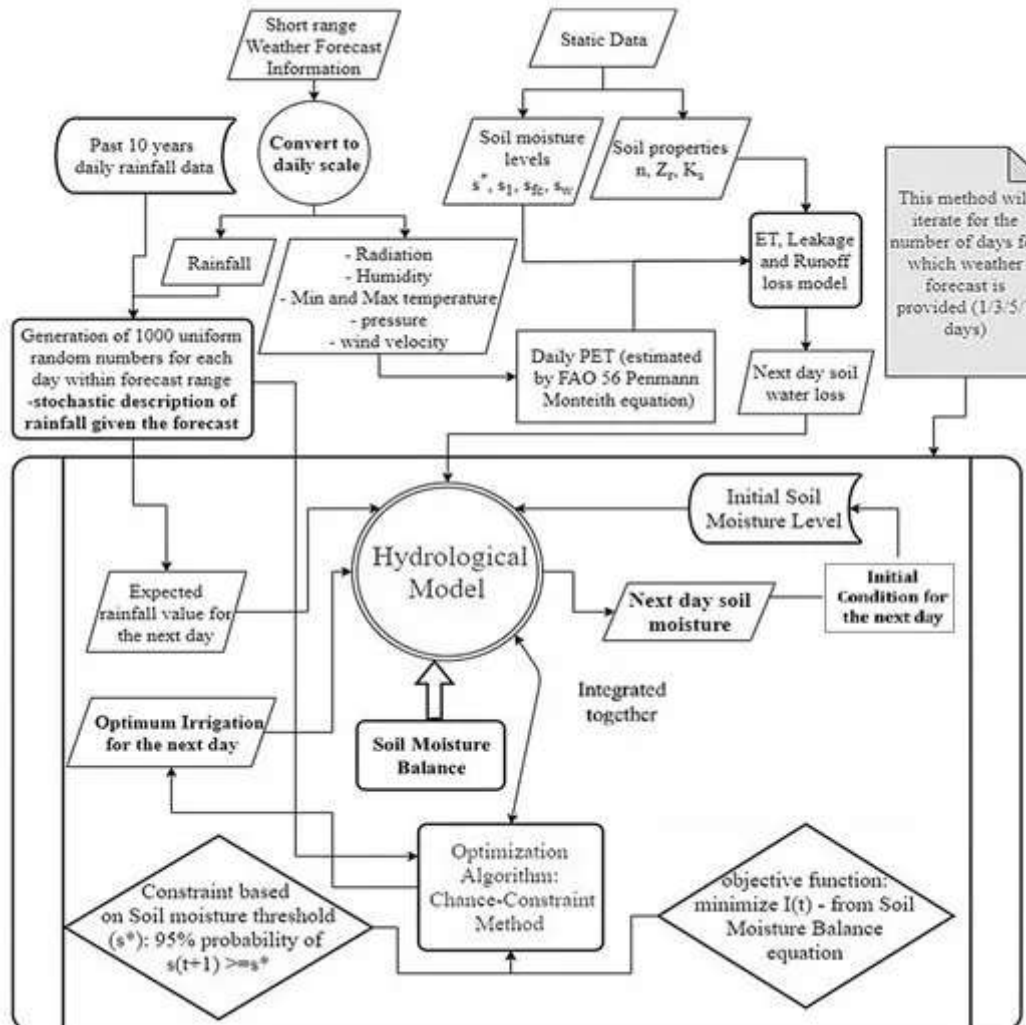 Short range
Weather Forecast
Information
Static Data
Past 10 years
daily rainfall data
Convert to
daily scale
Soil moisture
levels
s*, s₁, s_fc, s_w
Soil properties
n, Z_r, K_s
This method will
iterate for the
number of days
which weather
forecast is
provided (1/3/5/
days)
Rainfall
- Radiation
- Humidity
- Min and Max temperature
- pressure
- wind velocity
ET, Leakage
and Runoff
loss model
Generation of 1000 uniform
random numbers for each
day within forecast range
-stochastic description of
rainfall given the forecast
Daily PET (estimated
by FAO 56 Penmann
Monteith equation)
Next day soil
water loss
Hydrological
Model
Initial Soil
Moisture Level
Expected
rainfall value for
the next day
Next day soil
moisture
Initial
Condition for
the next day
Optimum Irrigation
for the next day
Integrated
together
Soil Moisture
Balance
Constraint based
on Soil moisture threshold
(s*): 95% probability of
s(t+1) >=s*
Optimization
Algorithm:
Chance-Constraint
Method
objective function:
minimize I(t) - from Soil
Moisture Balance
equation